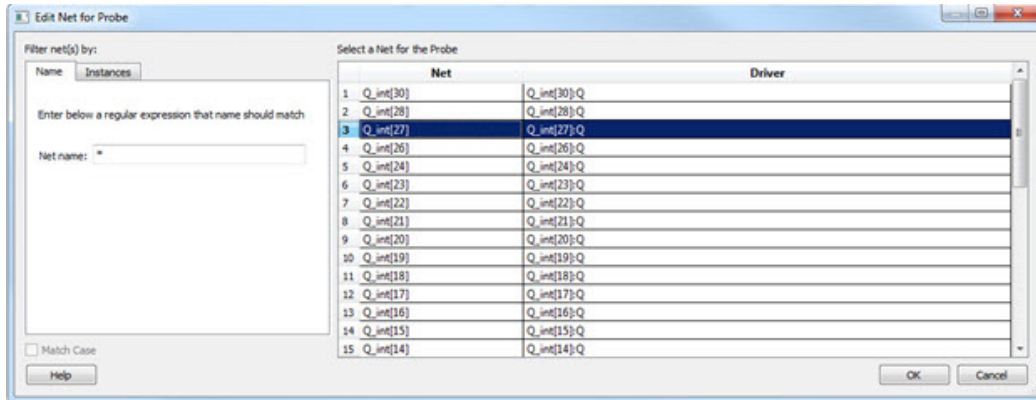 Edit Net for Probe
Filter net(s) by:
Name Instances
Enter below a regular expression that name should match
Net name: *
Match Case
Help
Select a Net for the Probe
Net Driver
1 Q_int[30] Q_int[30]:Q
2 Q_int[28] Q_int[28]:Q
3 Q_int[27] Q_int[27]:Q
4 Q_int[26] Q_int[26]:Q
5 Q_int[24] Q_int[24]:Q
6 Q_int[23] Q_int[23]:Q
7 Q_int[22] Q_int[22]:Q
8 Q_int[21] Q_int[21]:Q
9 Q_int[20] Q_int[20]:Q
10 Q_int[19] Q_int[19]:Q
11 Q_int[18] Q_int[18]:Q
12 Q_int[17] Q_int[17]:Q
13 Q_int[16] Q_int[16]:Q
14 Q_int[15] Q_int[15]:Q
15 Q_int[14] Q_int[14]:Q
OK Cancel